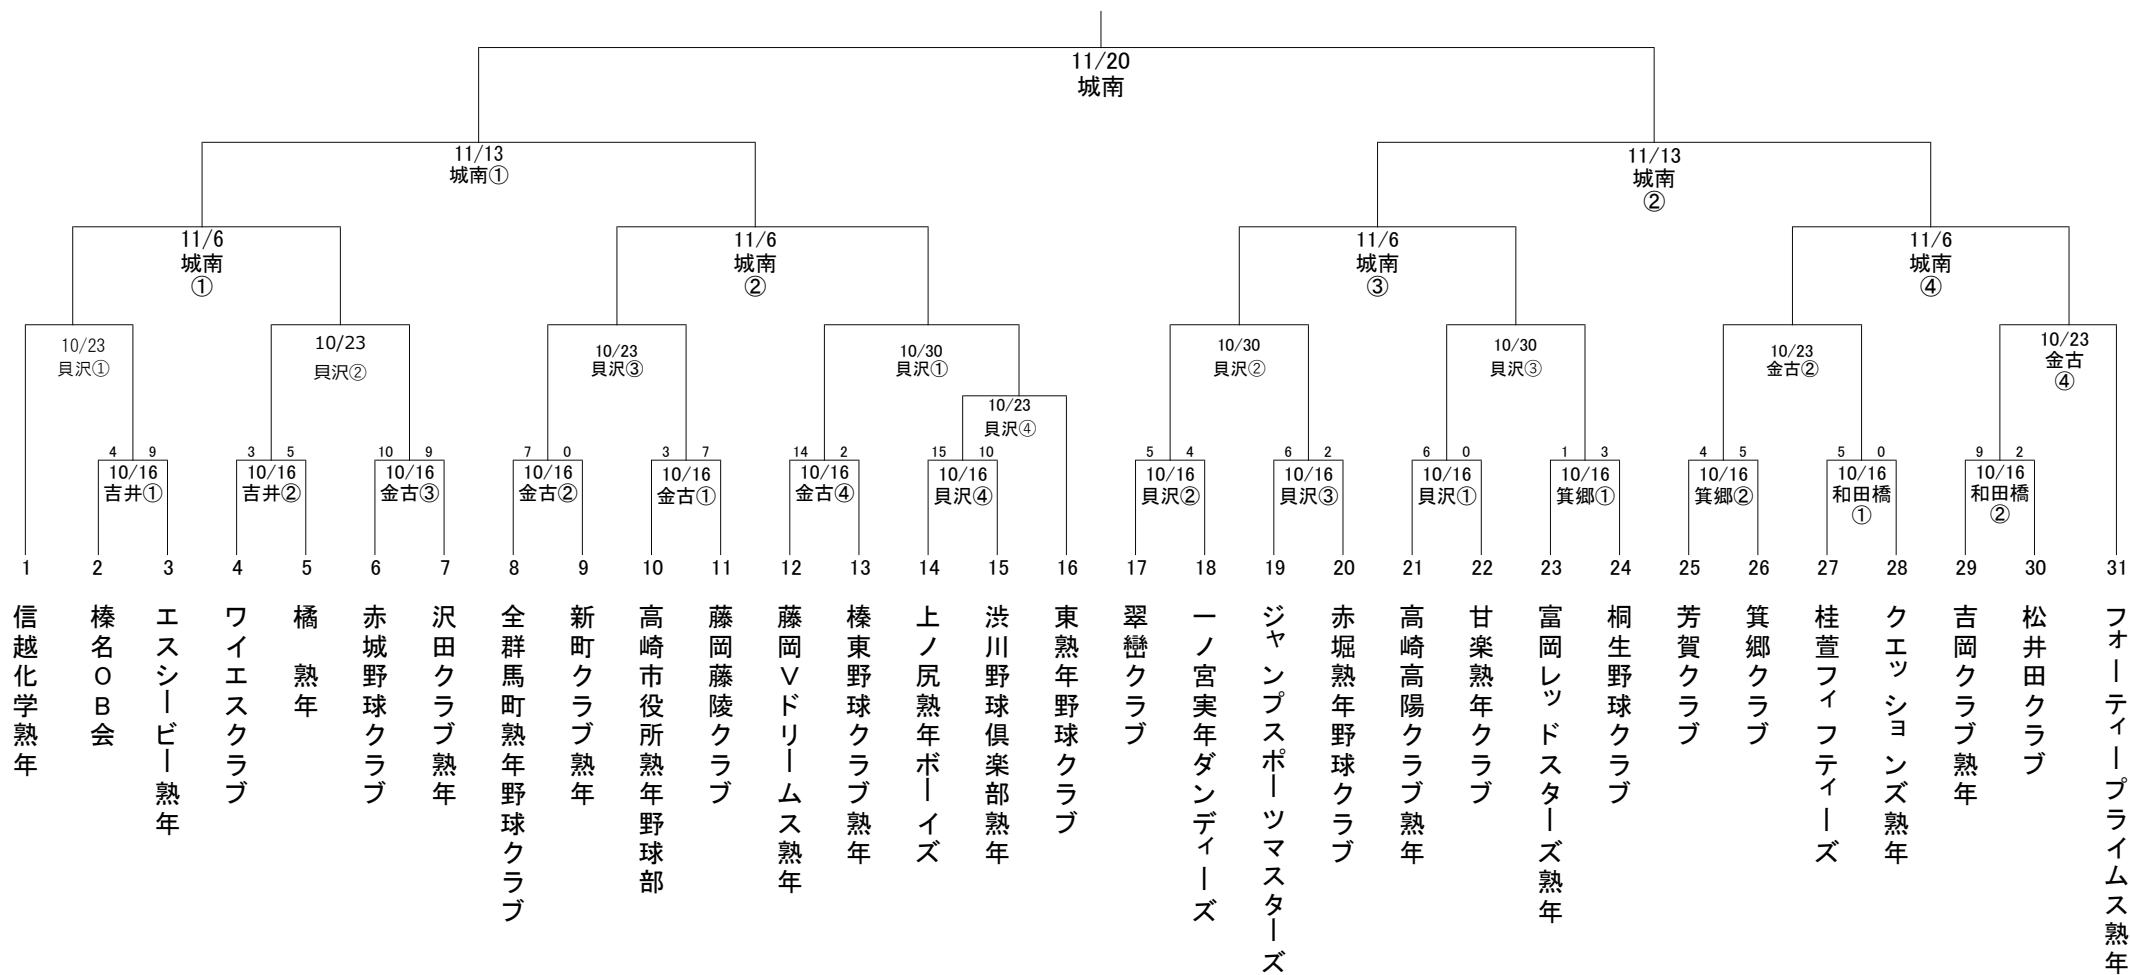 11/20
城南
11/13
城南①
11/13
城南
②
11/6
城南
①
11/6
城南
②
11/6
城南
③
11/6
城南
④
10/23
貝沢①
10/23
貝沢②
10/23
貝沢③
10/30
貝沢①
10/30
貝沢②
10/30
貝沢③
10/23
金古②
10/23
金古
④
10/23
貝沢④
4 9
10/16
吉井①
3 5
10/16
吉井②
10 9
10/16
金古③
7 0
10/16
金古②
3 7
10/16
金古①
14 2
10/16
金古④
15 10
10/16
貝沢④
5 4
10/16
貝沢②
6 2
10/16
貝沢③
6 0
10/16
貝沢①
1 3
10/16
箕郷①
4 5
10/16
箕郷②
5 0
10/16
和田橋
①
9 2
10/16
和田橋
②
1 2 3 4 5 6 7 8 9 10 11 12 13 14 15 16 17 18 19 20 21 22 23 24 25 26 27 28 29 30 31
信越化学熟年
榛名OB会
エスシービー熟年
ワイエスクラブ
橘 熟年
赤城野球クラブ
沢田クラブ熟年
全群馬町熟年野球クラブ
新町クラブ熟年
高崎市役所熟年野球部
藤岡藤陵クラブ
藤岡Vドリームス熟年
榛東野球クラブ熟年
上ノ尻熟年ボーイズ
渋川野球倶楽部熟年
東熟年野球クラブ
翠巒クラブ
一ノ宮実年ダンディーズ
ジャンプスポーツマスターズ
赤堀熟年野球クラブ
高崎高陽クラブ熟年
甘楽熟年クラブ
富岡レッドスターズ熟年
桐生野球クラブ
芳賀クラブ
箕郷クラブ
桂萱フィフティーズ
クエッションズ熟年
吉岡クラブ熟年
松井田クラブ
フォーティープライムス熟年